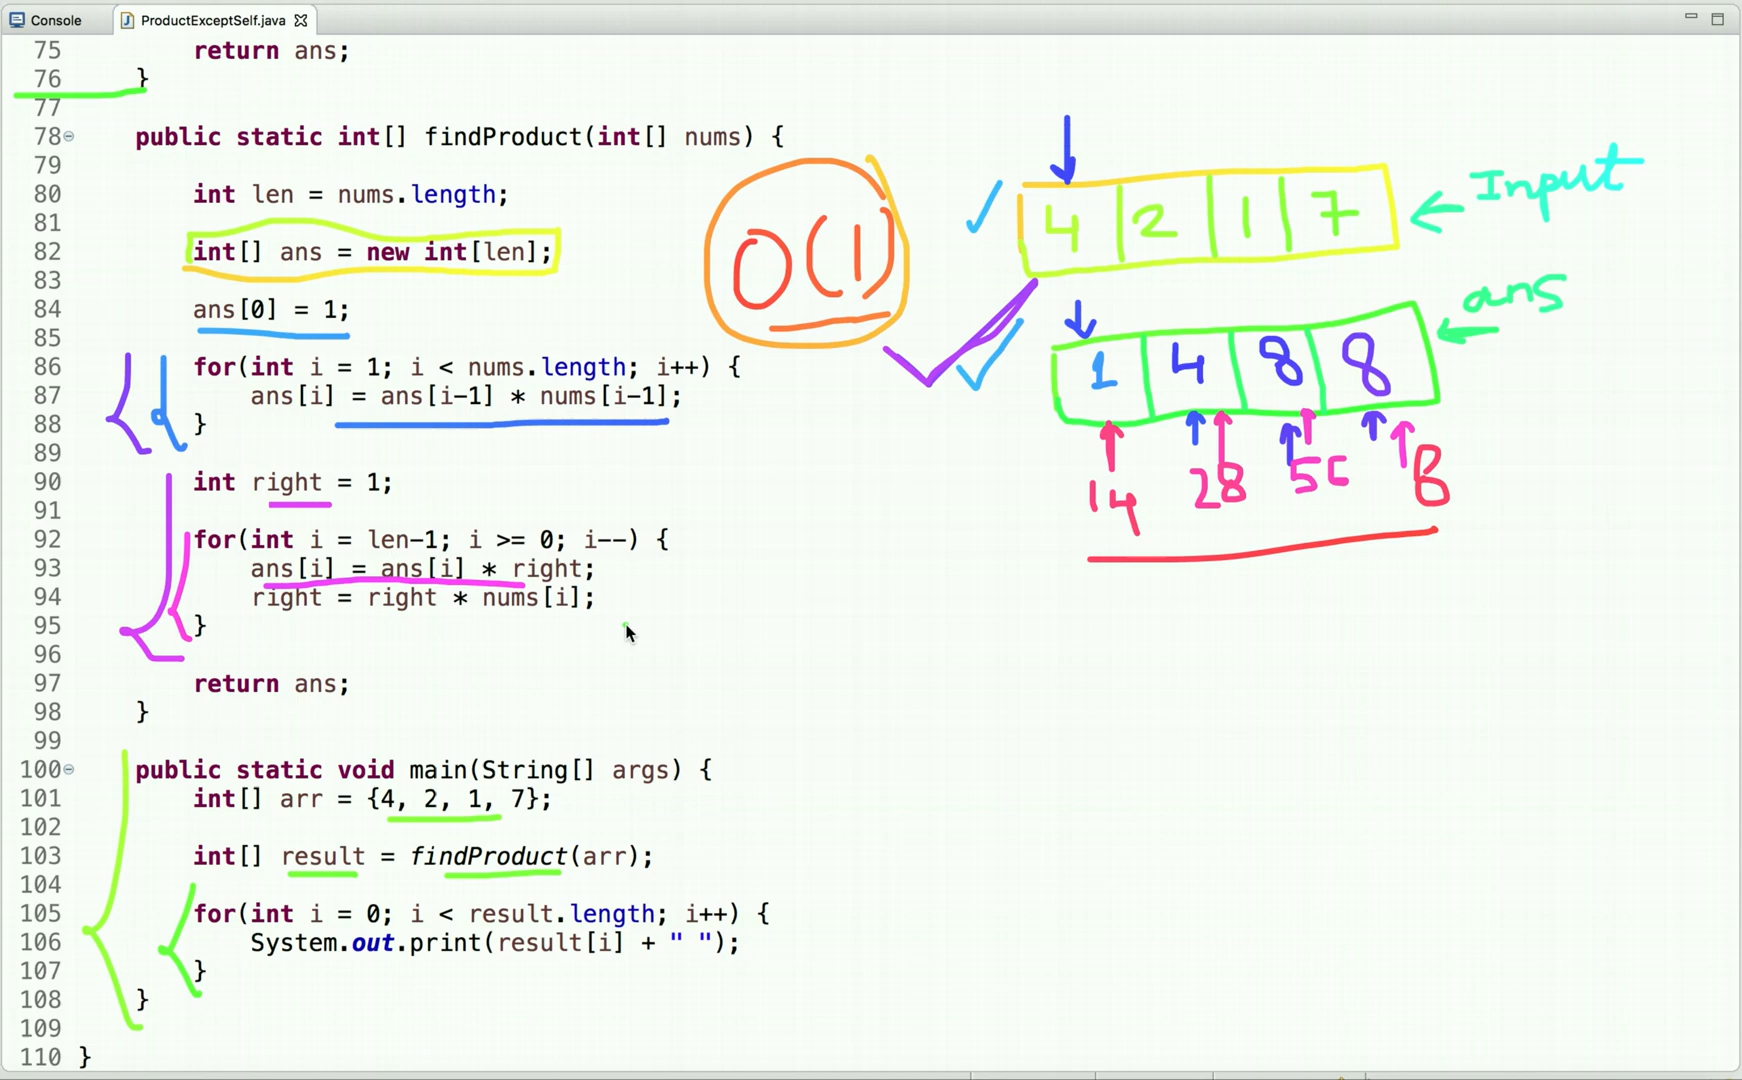 Console ProductExceptSelf.java
75 return ans;
76 }
77
78 public static int[] findProduct(int[] nums) {
79
80 int len = nums.length;
81
82 int[] ans = new int[len];
83
84 ans[0] = 1;
85
86 for(int i = 1; i < nums.length; i++) {
87 ans[i] = ans[i-1] * nums[i-1];
88 }
89
90 int right = 1;
91
92 for(int i = len-1; i >= 0; i--) {
93 ans[i] = ans[i] * right;
94 right = right * nums[i];
95 }
96
97 return ans;
98 }
99
100 public static void main(String[] args) {
101 int[] arr = {4, 2, 1, 7};
102
103 int[] result = findProduct(arr);
104
105 for(int i = 0; i < result.length; i++) {
106 System.out.print(result[i] + " ");
107 }
108 }
109
110 }
O(1)
4 2 1 7 Input
ans
1 4 8 8
14 28 56 8